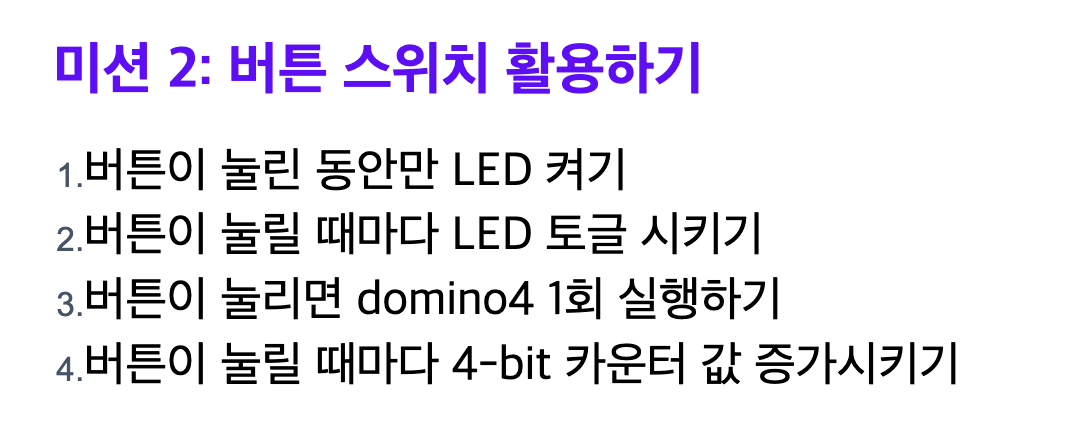 미션 2: 버튼 스위치 활용하기
1.버튼이 눌린 동안만 LED 켜기
2.버튼이 눌릴 때마다 LED 토글 시키기
3.버튼이 눌리면 domino4 1회 실행하기
4.버튼이 눌릴 때마다 4-bit 카운터 값 증가시키기